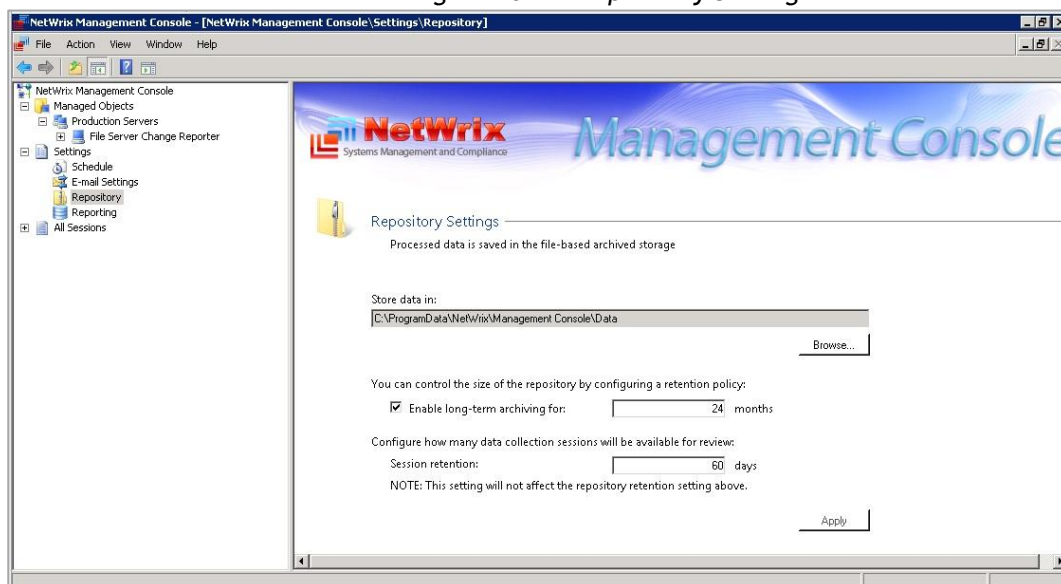 NetWrix Management Console - [NetWrix Management Console\Settings\Repository]
File Action View Window Help
NetWrix Management Console
Managed Objects
Production Servers
File Server Change Reporter
Settings
Schedule
E-mail Settings
Repository
Reporting
All Sessions
NetWrix
Systems Management and Compliance
Management Console
Repository Settings
Processed data is saved in the file-based archived storage
Store data in:
C:\ProgramData\NetWrix\Management Console\Data
Browse...
You can control the size of the repository by configuring a retention policy:
Enable long-term archiving for: 24 months
Configure how many data collection sessions will be available for review:
Session retention: 60 days
NOTE: This setting will not affect the repository retention setting above.
Apply